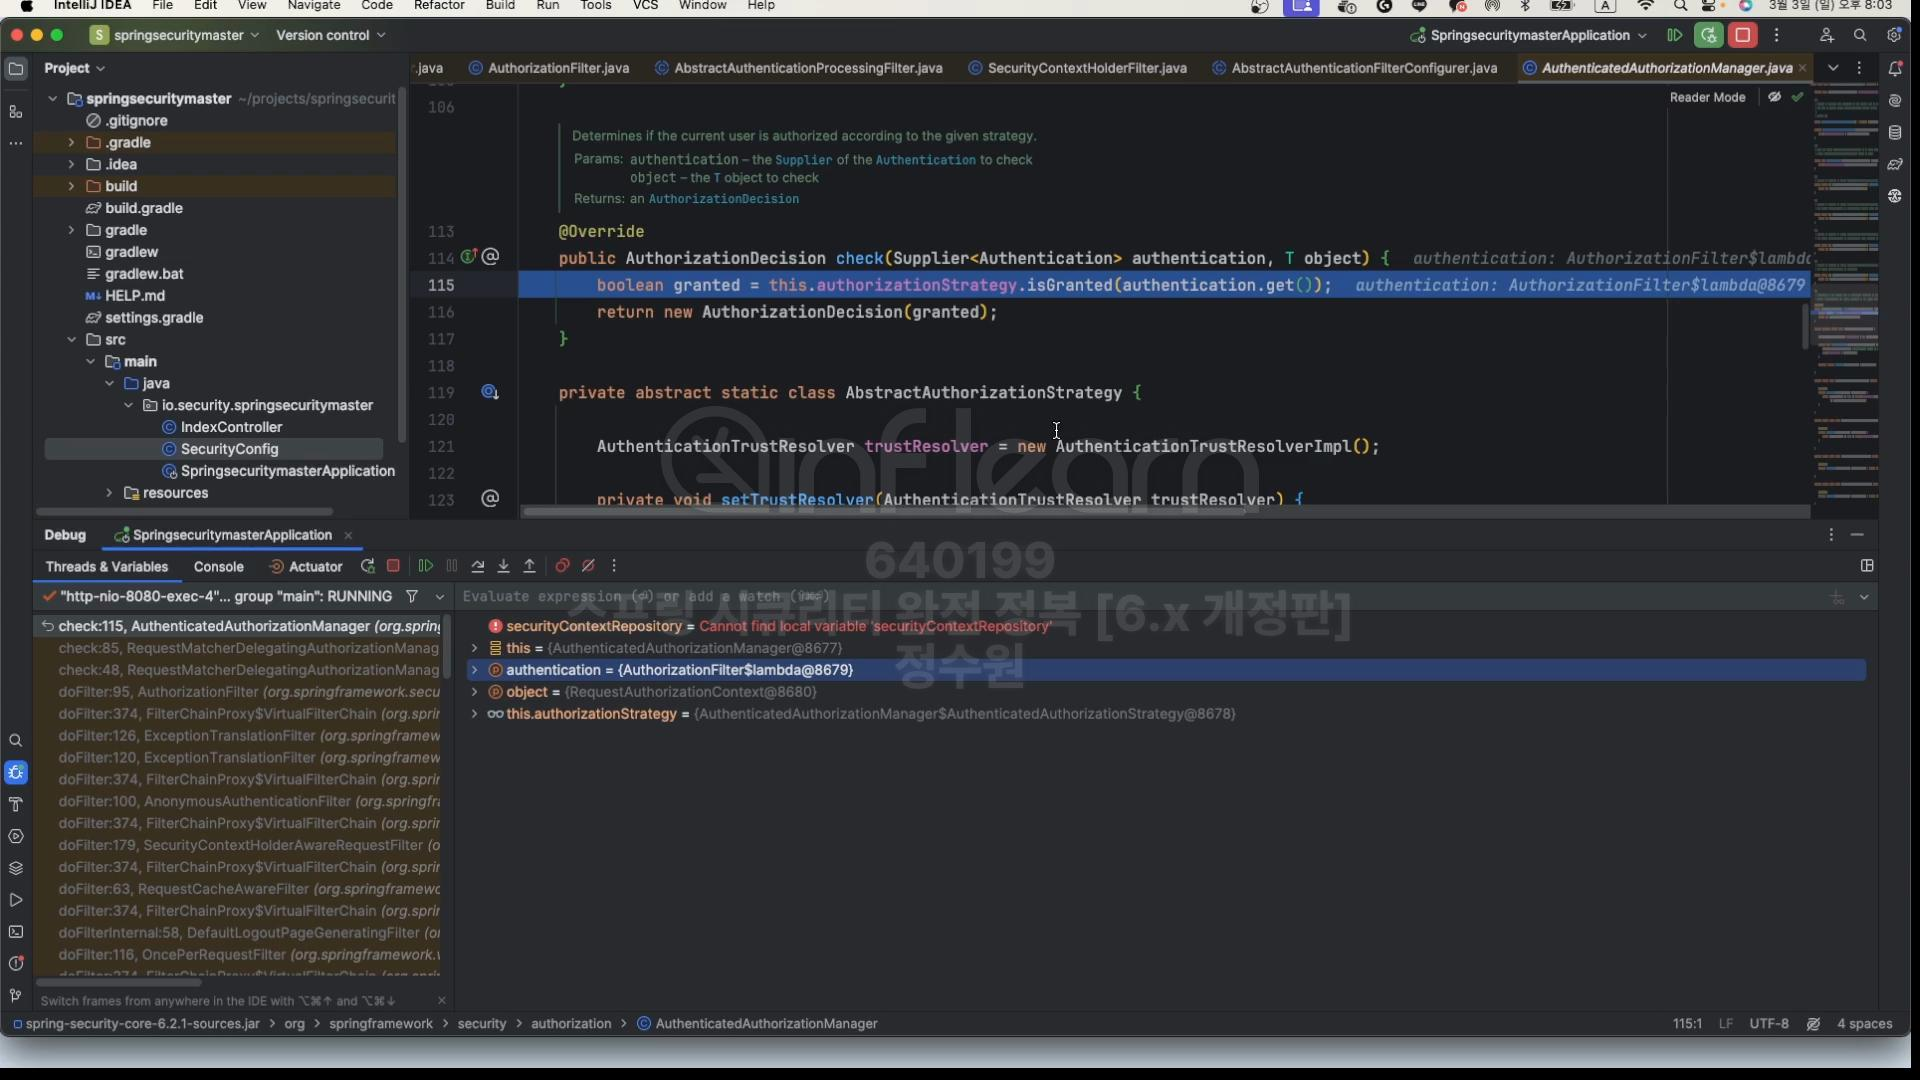 IntelliJ IDEA File Edit View Navigate Code Refactor Build Run Tools VCS Window Help 3월 3일 (일) 오후 8:03
S springsecuritymaster Version control SpringsecuritymasterApplication
Project
.java AuthorizationFilter.java AbstractAuthenticationProcessingFilter.java SecurityContextHolderFilter.java AbstractAuthenticationFilterConfigurer.java AuthenticatedAuthorizationManager.java
Reader Mode
springsecuritymaster ~/projects/springsecurit
.gitignore
.gradle
.idea
build
build.gradle
gradle
gradlew
gradlew.bat
HELP.md
settings.gradle
src
main
java
io.security.springsecuritymaster
IndexController
SecurityConfig
SpringsecuritymasterApplication
resources
106
Determines if the current user is authorized according to the given strategy.
Params: authentication – the Supplier of the Authentication to check
object – the T object to check
Returns: an AuthorizationDecision
113 @Override
114 public AuthorizationDecision check(Supplier<Authentication> authentication, T object) { authentication: AuthorizationFilter$lambda
115 boolean granted = this.authorizationStrategy.isGranted(authentication.get()); authentication: AuthorizationFilter$lambda@8679
116 return new AuthorizationDecision(granted);
117 }
118
119 private abstract static class AbstractAuthorizationStrategy {
120
121 AuthenticationTrustResolver trustResolver = new AuthenticationTrustResolverImpl();
122
123 private void setTrustResolver(AuthenticationTrustResolver trustResolver) {
inflearn
640199
스프링 시큐리티 완전 정복 [6.x 개정판]
정수원
Debug SpringsecuritymasterApplication
Threads & Variables Console Actuator
"http-nio-8080-exec-4"... group "main": RUNNING
Evaluate expression (⏎) or add a watch (⇧⌘⏎)
check:115, AuthenticatedAuthorizationManager (org.spring
check:85, RequestMatcherDelegatingAuthorizationManag
check:48, RequestMatcherDelegatingAuthorizationManag
doFilter:95, AuthorizationFilter (org.springframework.secu
doFilter:374, FilterChainProxy$VirtualFilterChain (org.sprir
doFilter:126, ExceptionTranslationFilter (org.springframew
doFilter:120, ExceptionTranslationFilter (org.springframew
doFilter:374, FilterChainProxy$VirtualFilterChain (org.sprir
doFilter:100, AnonymousAuthenticationFilter (org.springfra
doFilter:374, FilterChainProxy$VirtualFilterChain (org.sprir
doFilter:179, SecurityContextHolderAwareRequestFilter (o
doFilter:374, FilterChainProxy$VirtualFilterChain (org.sprir
doFilter:63, RequestCacheAwareFilter (org.springframewo
doFilter:374, FilterChainProxy$VirtualFilterChain (org.sprir
doFilterInternal:58, DefaultLogoutPageGeneratingFilter (or
doFilter:116, OncePerRequestFilter (org.springframework.w
doFilter:374, FilterChainProxy$VirtualFilterChain (org.sprir
securityContextRepository = Cannot find local variable 'securityContextRepository'
this = {AuthenticatedAuthorizationManager@8677}
authentication = {AuthorizationFilter$lambda@8679}
object = {RequestAuthorizationContext@8680}
this.authorizationStrategy = {AuthenticatedAuthorizationManager$AuthenticatedAuthorizationStrategy@8678}
Switch frames from anywhere in the IDE with ⌥⌘↑ and ⌥⌘↓
spring-security-core-6.2.1-sources.jar > org > springframework > security > authorization > AuthenticatedAuthorizationManager
115:1 LF UTF-8 4 spaces